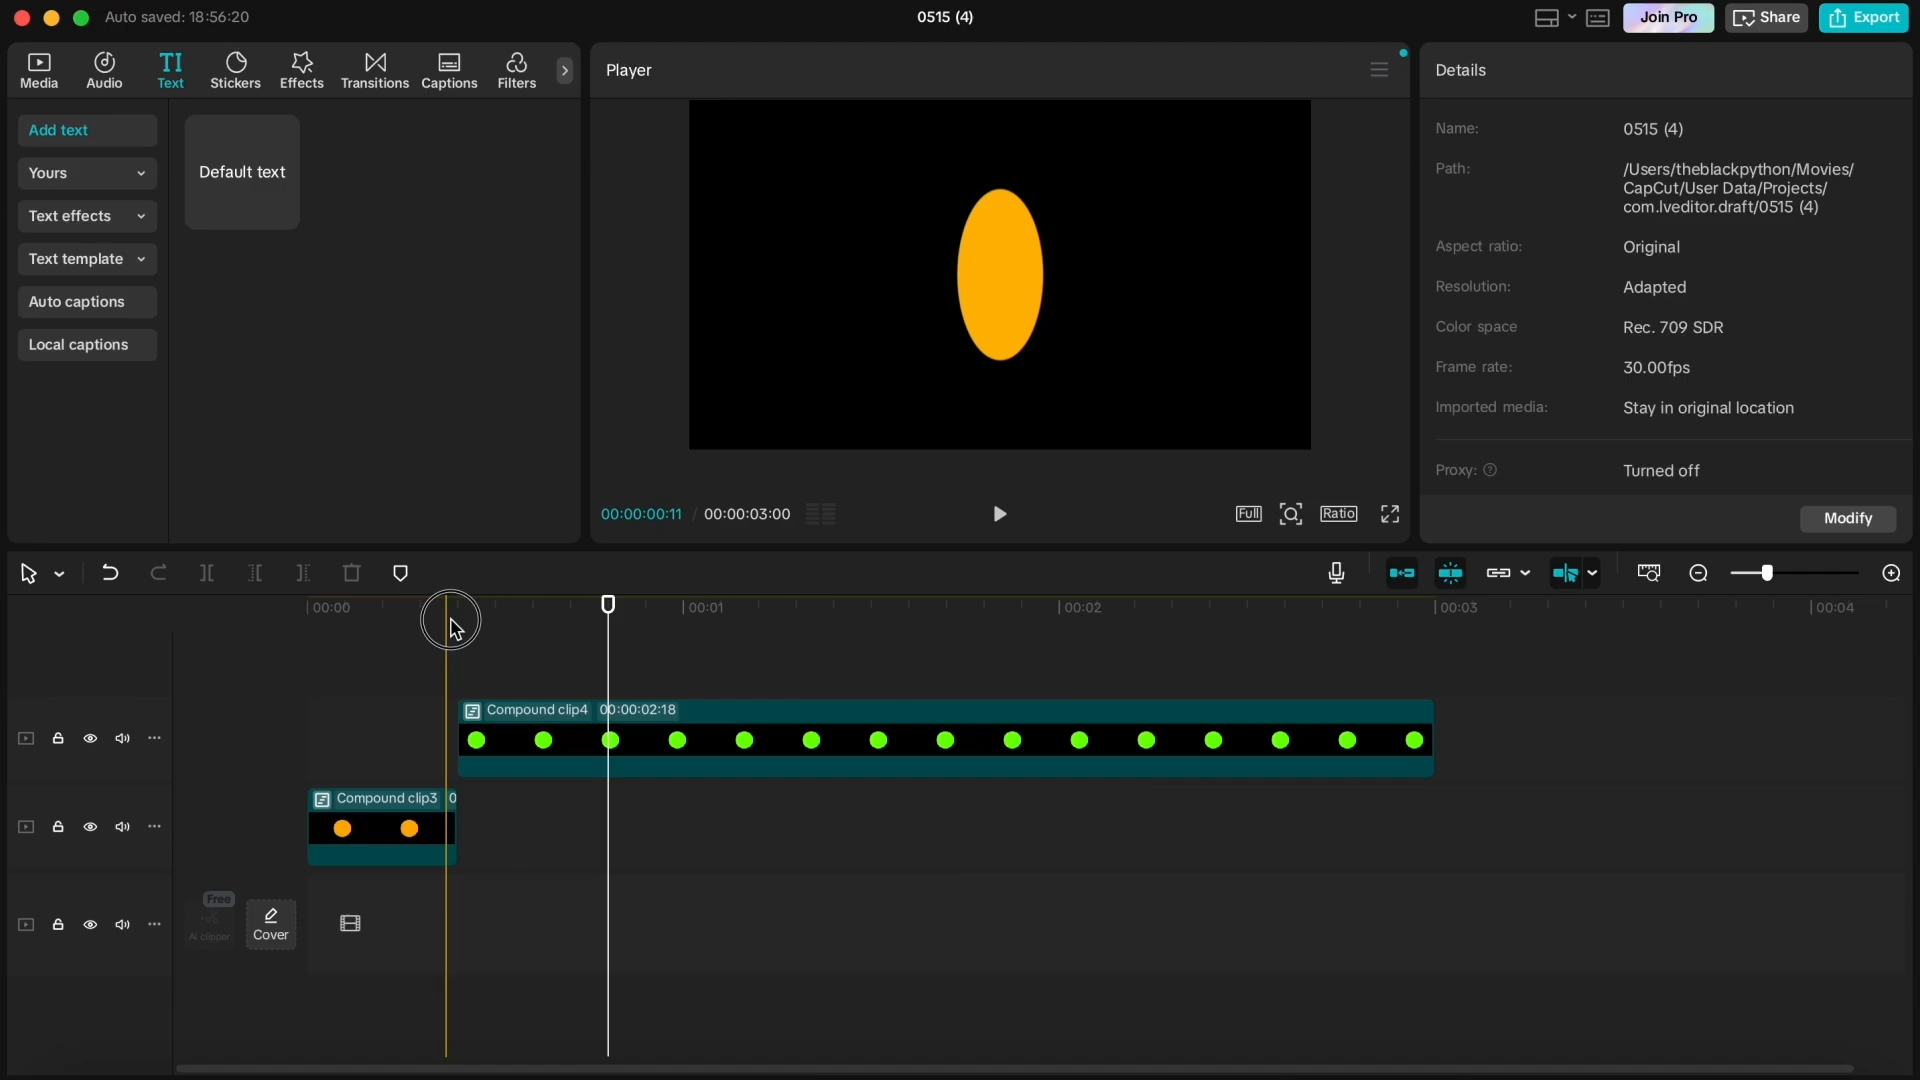 Auto saved: 18:56:20
0515 (4)
Join Pro
Share
Export
Media
Audio
TI
Text
Stickers
Effects
Transitions
Captions
Filters
Player
Details
Add text
Yours
Text effects
Text template
Auto captions
Local captions
Default text
Name:
0515 (4)
Path:
/Users/theblackpython/Movies/
CapCut/User Data/Projects/
com.lveditor.draft/0515 (4)
Aspect ratio:
Original
Resolution:
Adapted
Color space
Rec. 709 SDR
Frame rate:
30.00fps
Imported media:
Stay in original location
Proxy:
Turned off
Modify
00:00:00:11 / 00:00:03:00
Full
Ratio
00:00
00:01
00:02
00:03
00:04
Compound clip4 00:00:02:18
Compound clip3 0
Free
AI clipper
Cover